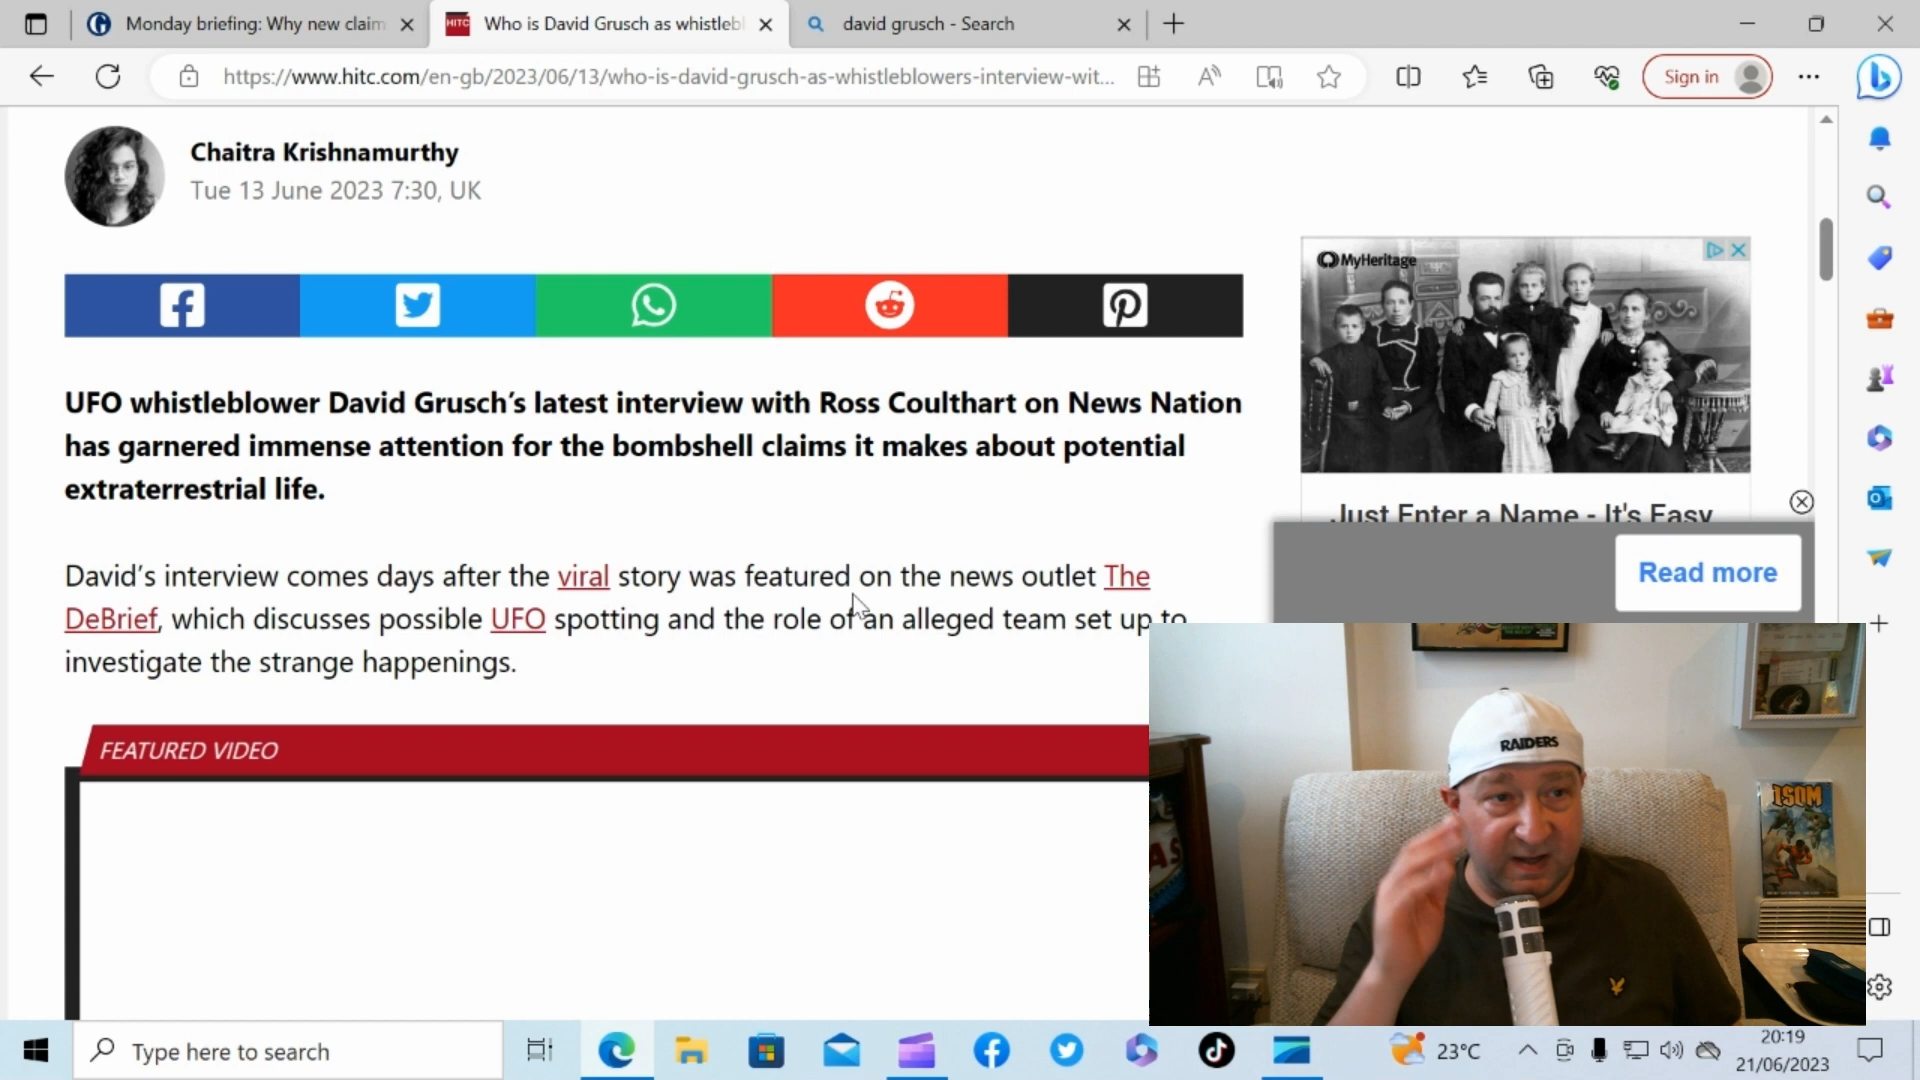 Monday briefing: Why new claim
HITC
Who is David Grusch as whistlebl
david grusch - Search
https://www.hitc.com/en-gb/2023/06/13/who-is-david-grusch-as-whistleblowers-interview-wit...
Sign in
Chaitra Krishnamurthy
Tue 13 June 2023 7:30, UK
MyHeritage
UFO whistleblower David Grusch's latest interview with Ross Coulthart on News Nation
has garnered immense attention for the bombshell claims it makes about potential
extraterrestrial life.
Just Enter a Name - It's Easy
Read more
David's interview comes days after the viral story was featured on the news outlet The
DeBrief, which discusses possible UFO spotting and the role of an alleged team set up to
investigate the strange happenings.
FEATURED VIDEO
RAIDERS
ISOM
Type here to search
23°C
20:19
21/06/2023